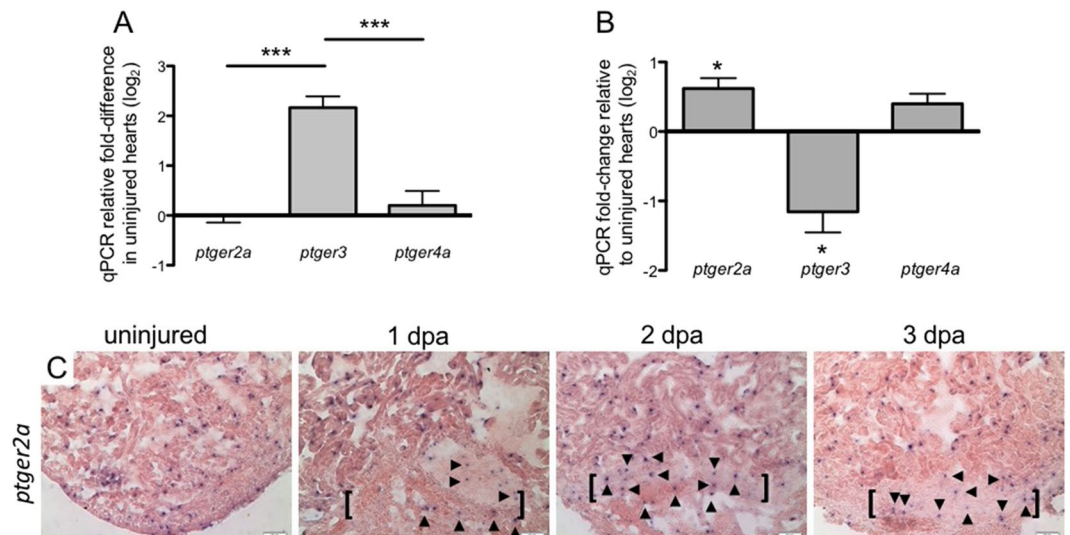 A
qPCR relative fold-difference
in uninjured hearts (log2)
3
2
1
0
-1
***
***
ptger2a
ptger3
ptger4a
B
qPCR fold-change relative
to uninjured hearts (log2)
1
0
-1
-2
*
*
ptger2a
ptger3
ptger4a
uninjured
1 dpa
2 dpa
3 dpa
C
ptger2a
[ ]
[ ]
[ ]